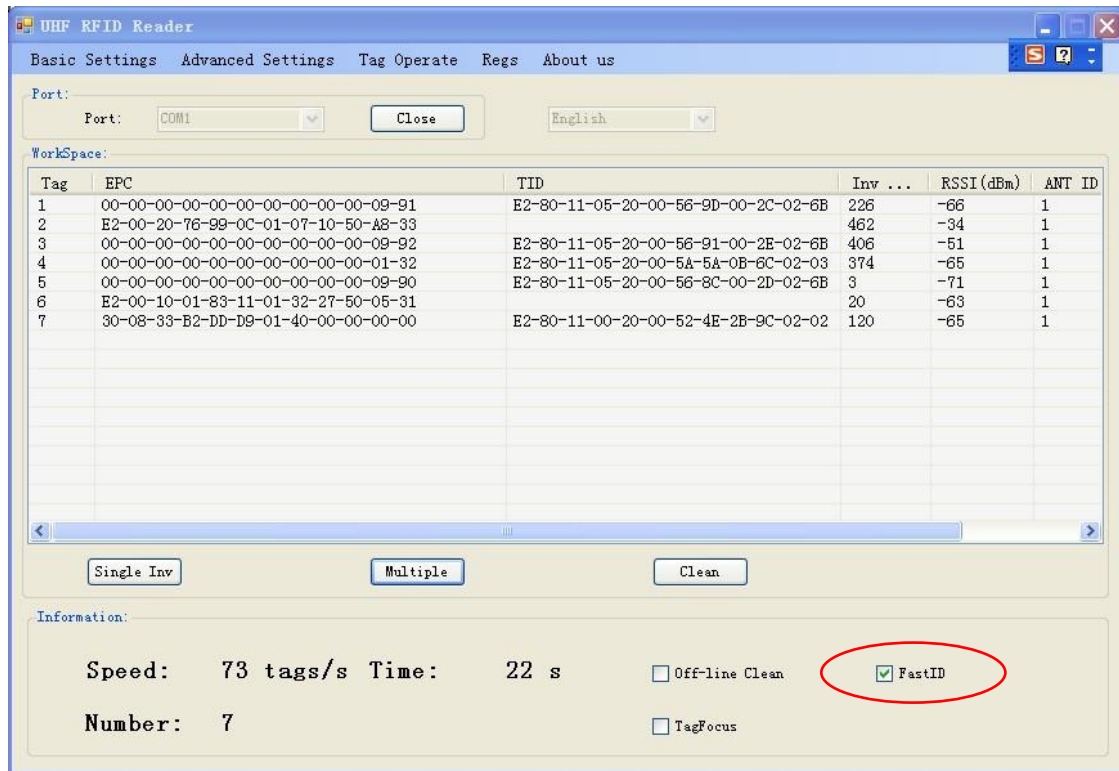 UHF RFID Reader
Basic Settings Advanced Settings Tag Operate Regs About us
Port:
Port: COM1 Close English
WorkSpace:
Tag EPC TID Inv ... RSSI(dBm) ANT ID
1 00-00-00-00-00-00-00-00-00-00-09-91 E2-80-11-05-20-00-56-9D-00-2C-02-6B 226 -66 1
2 E2-00-20-76-99-0C-01-07-10-50-A8-33 462 -34 1
3 00-00-00-00-00-00-00-00-00-00-09-92 E2-80-11-05-20-00-56-91-00-2E-02-6B 406 -51 1
4 00-00-00-00-00-00-00-00-00-00-01-32 E2-80-11-05-20-00-5A-5A-0B-6C-02-03 374 -65 1
5 00-00-00-00-00-00-00-00-00-00-09-90 E2-80-11-05-20-00-56-8C-00-2D-02-6B 3 -71 1
6 E2-00-10-01-83-11-01-32-27-50-05-31 20 -63 1
7 30-08-33-B2-DD-D9-01-40-00-00-00-00 E2-80-11-00-20-00-52-4E-2B-9C-02-02 120 -65 1
Single Inv Multiple Clean
Information:
Speed: 73 tags/s Time: 22 s Off-line Clean FastID
Number: 7 TagFocus